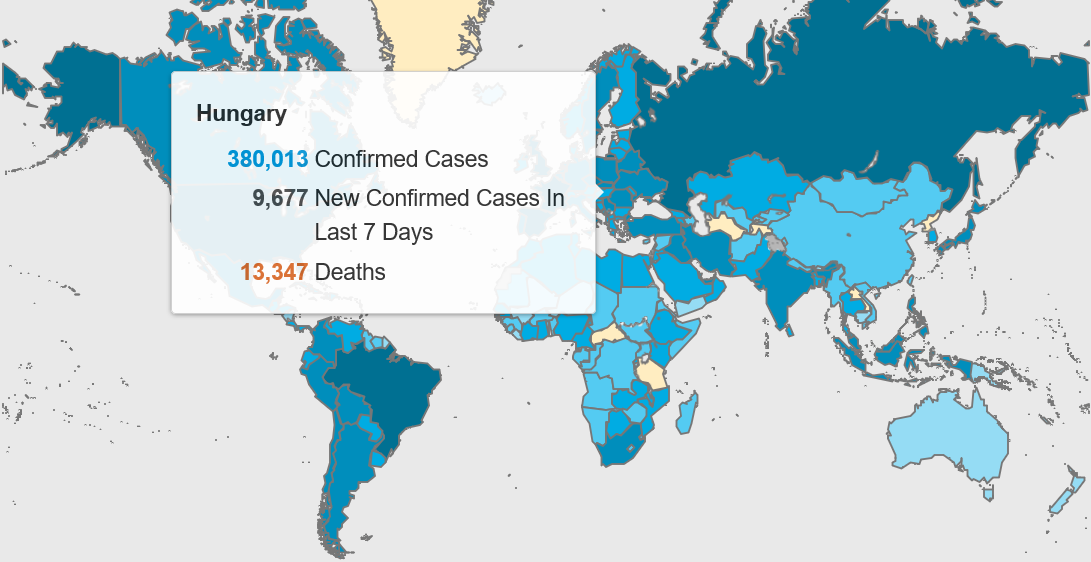 Hungary
380,013 Confirmed Cases
9,677 New Confirmed Cases In
Last 7 Days
13,347 Deaths